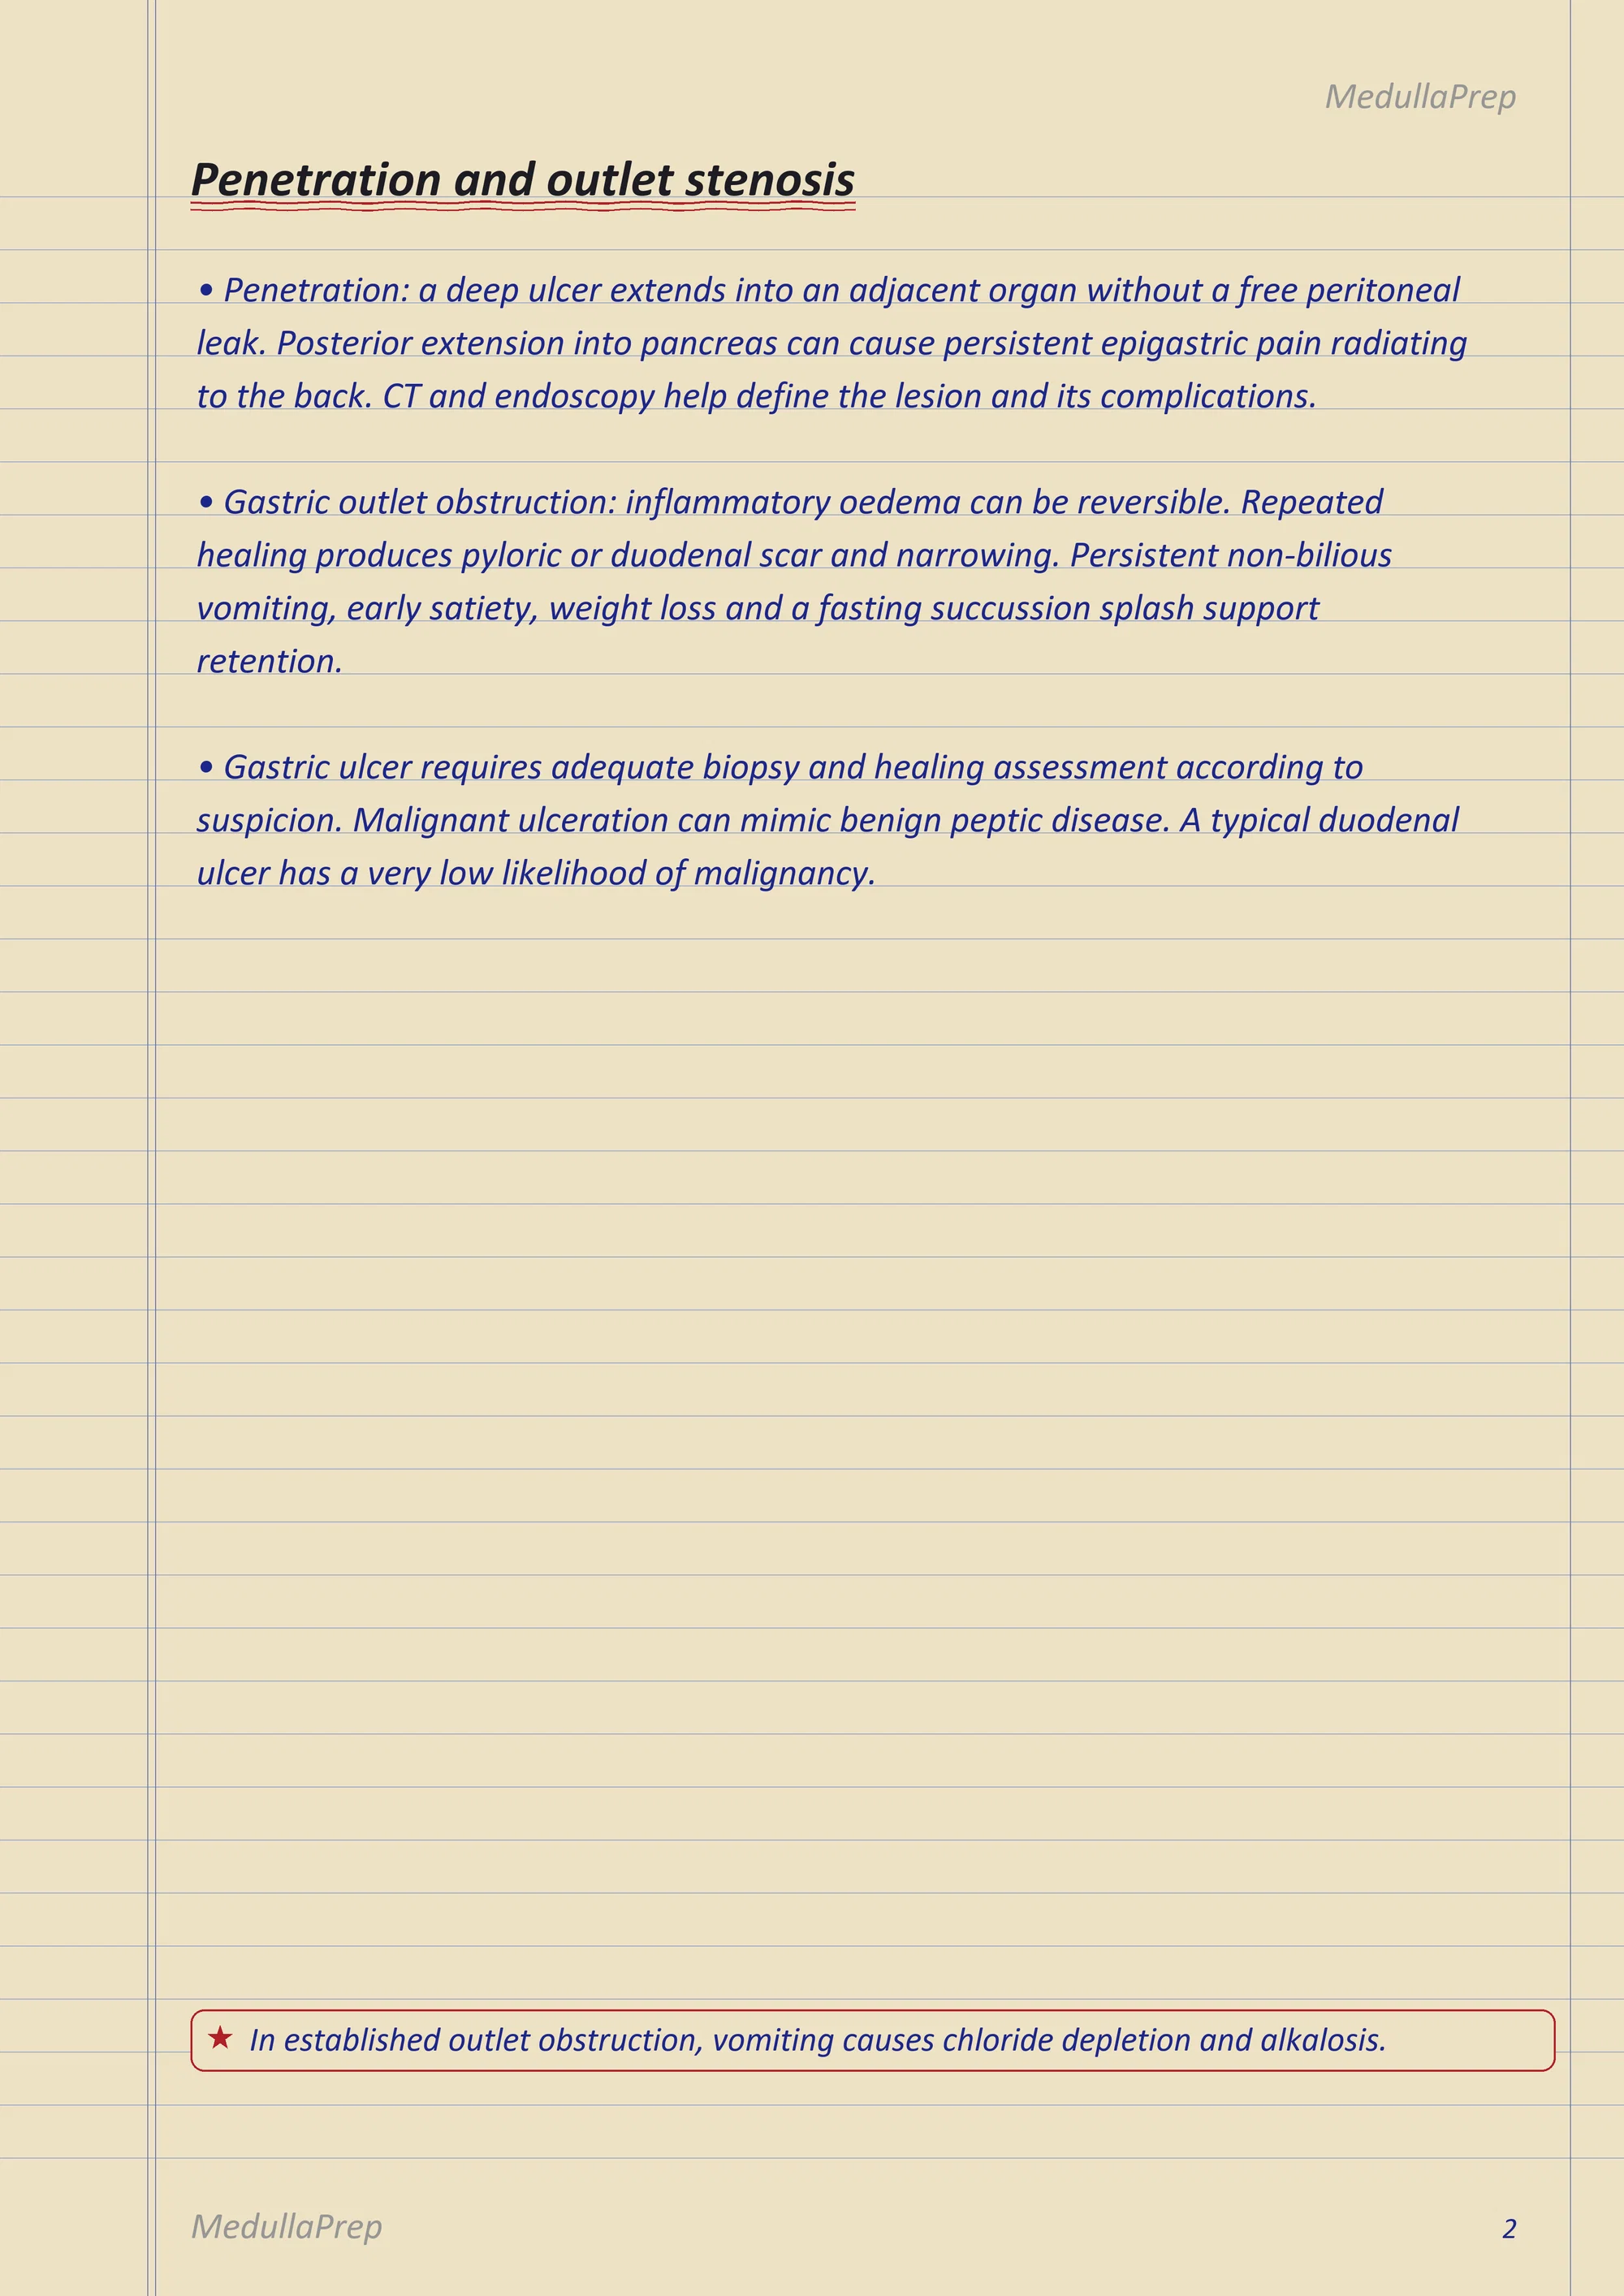 MedullaPrep
Penetration and outlet stenosis
• Penetration: a deep ulcer extends into an adjacent organ without a free peritoneal
leak. Posterior extension into pancreas can cause persistent epigastric pain radiating
to the back. CT and endoscopy help define the lesion and its complications.
• Gastric outlet obstruction: inflammatory oedema can be reversible. Repeated
healing produces pyloric or duodenal scar and narrowing. Persistent non-bilious
vomiting, early satiety, weight loss and a fasting succussion splash support
retention.
• Gastric ulcer requires adequate biopsy and healing assessment according to
suspicion. Malignant ulceration can mimic benign peptic disease. A typical duodenal
ulcer has a very low likelihood of malignancy.
★ In established outlet obstruction, vomiting causes chloride depletion and alkalosis.
MedullaPrep
2